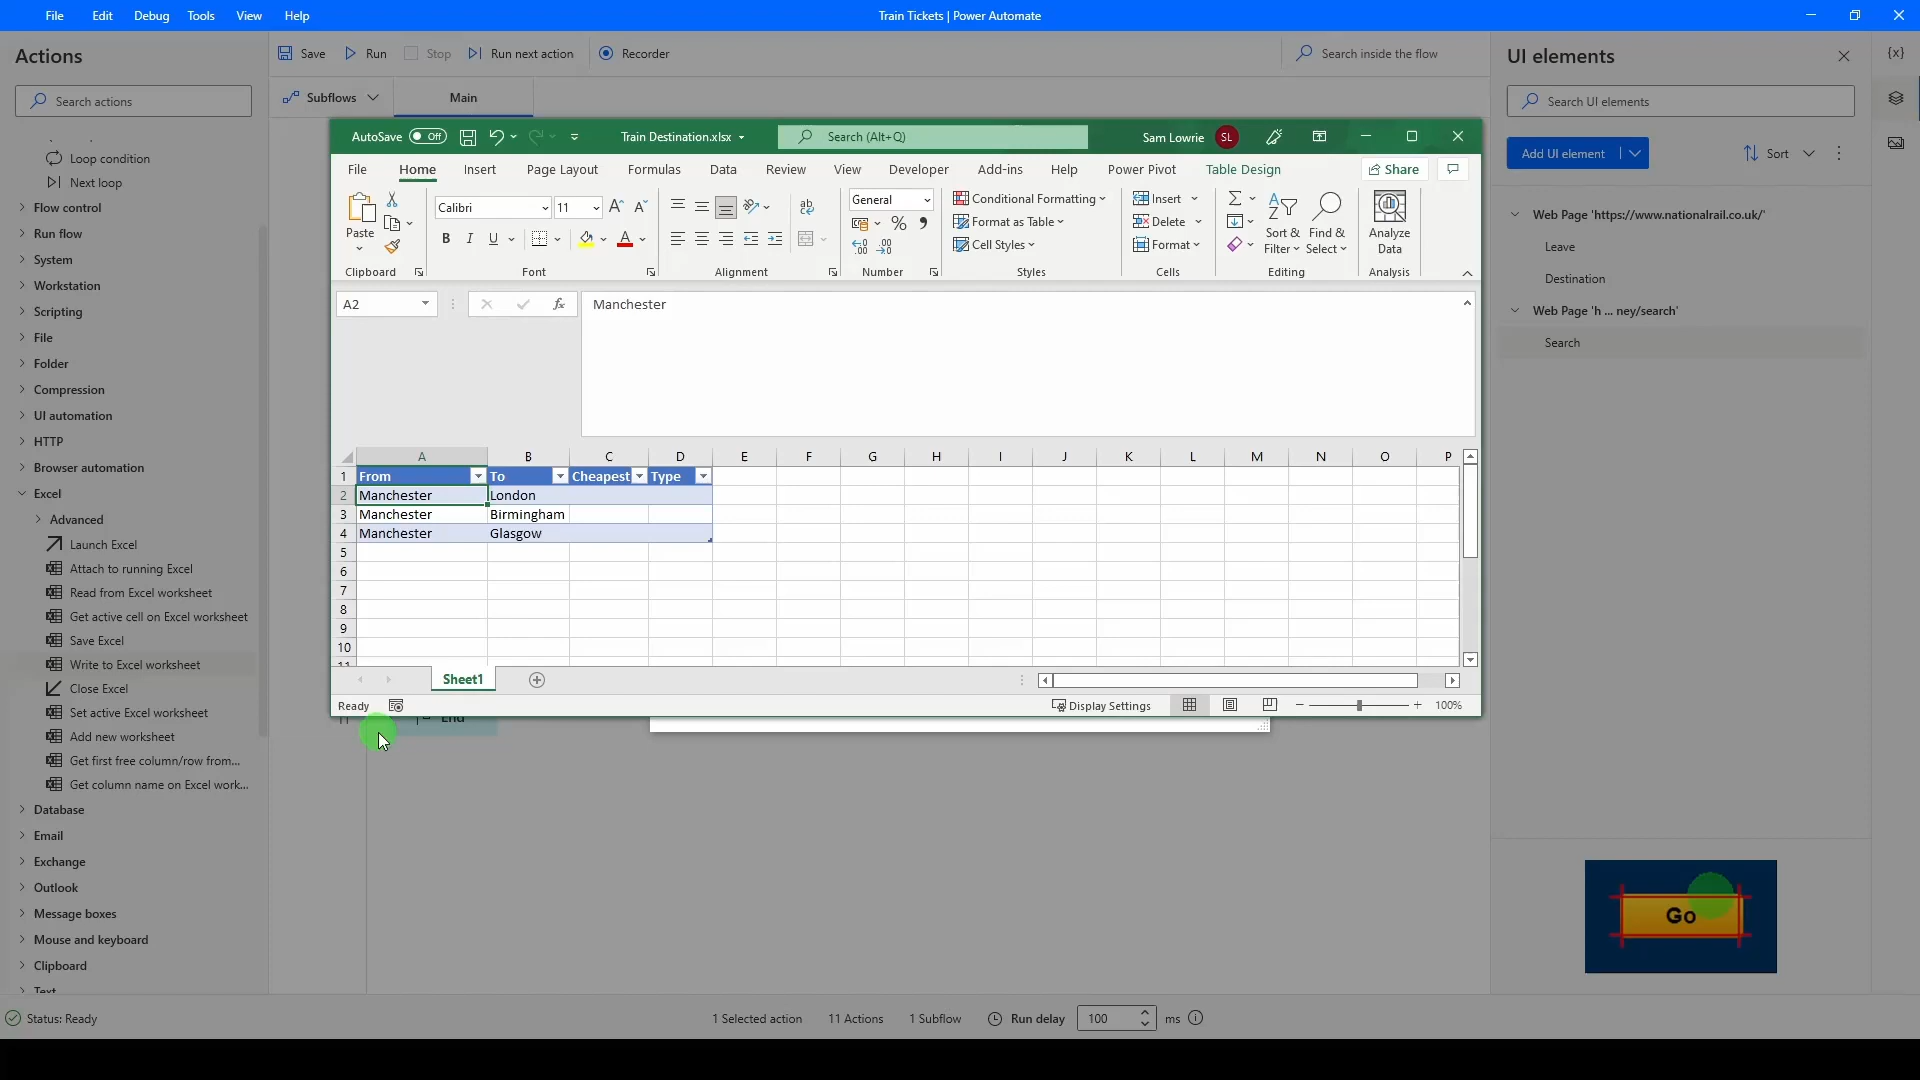 File Edit Debug Tools View Help
Train Tickets | Power Automate
Actions
Search actions
Loop condition
Next loop
Flow control
Run flow
System
Workstation
Scripting
File
Folder
Compression
UI automation
HTTP
Browser automation
Excel
Advanced
Launch Excel
Attach to running Excel
Read from Excel worksheet
Get active cell on Excel worksheet
Save Excel
Write to Excel worksheet
Close Excel
Set active Excel worksheet
Add new worksheet
Get first free column/row from...
Get column name on Excel work...
Database
Email
Exchange
Outlook
Message boxes
Mouse and keyboard
Clipboard
Text
Save Run Stop Run next action Recorder
Search inside the flow
Subflows Main
AutoSave Off Train Destination.xlsx Search (Alt+Q) Sam Lowrie SL
File Home Insert Page Layout Formulas Data Review View Developer Add-ins Help Power Pivot Table Design Share
Paste
Clipboard
Calibri 11
B I U A
Font
ab
Alignment
General
%
Number
Conditional Formatting
Format as Table
Cell Styles
Styles
Insert
Delete
Format
Cells
Sort & Filter
Find & Select
Editing
Analyze Data
Analysis
A2 fx Manchester
A B C D E F G H I J K L M N O P
1 From To Cheapest Type
2 Manchester London
3 Manchester Birmingham
4 Manchester Glasgow
5
6
7
8
9
10
11
Sheet1
Ready Display Settings 100%
End
UI elements
Search UI elements
Add UI element Sort
Web Page 'https://www.nationalrail.co.uk/'
Leave
Destination
Web Page 'h ... ney/search'
Search
Go
{x}
Status: Ready 1 Selected action 11 Actions 1 Subflow Run delay 100 ms